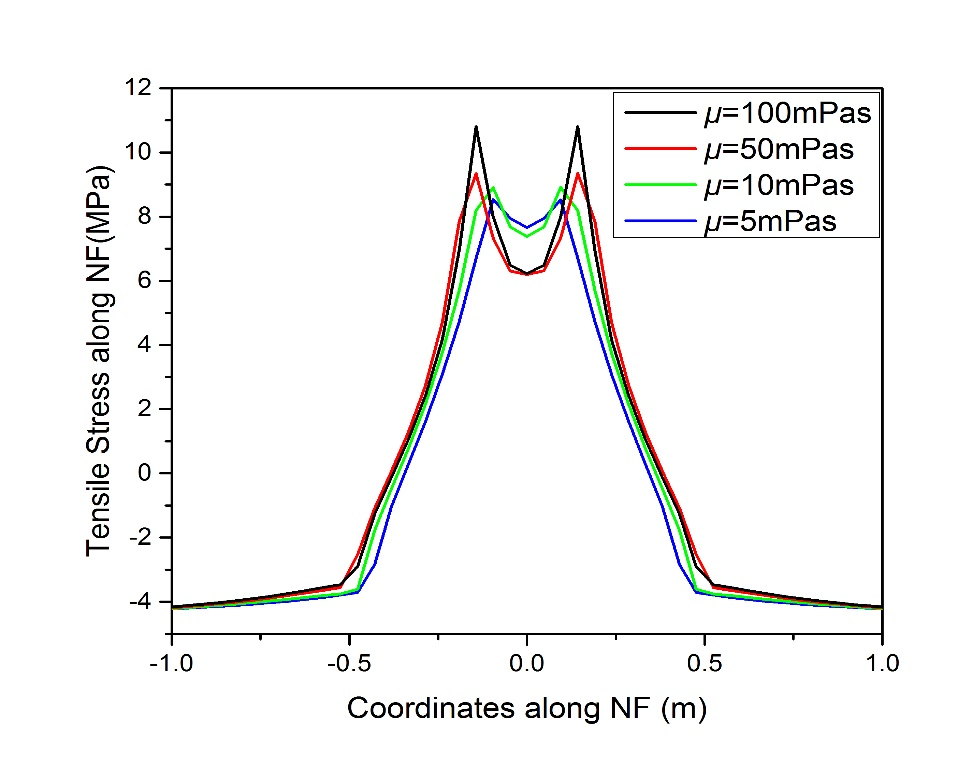 12
10
8
6
4
2
0
-2
-4
Tensile Stress along NF(MPa)
μ=100mPas
μ=50mPas
μ=10mPas
μ=5mPas
-1.0 -0.5 0.0 0.5 1.0
Coordinates along NF (m)